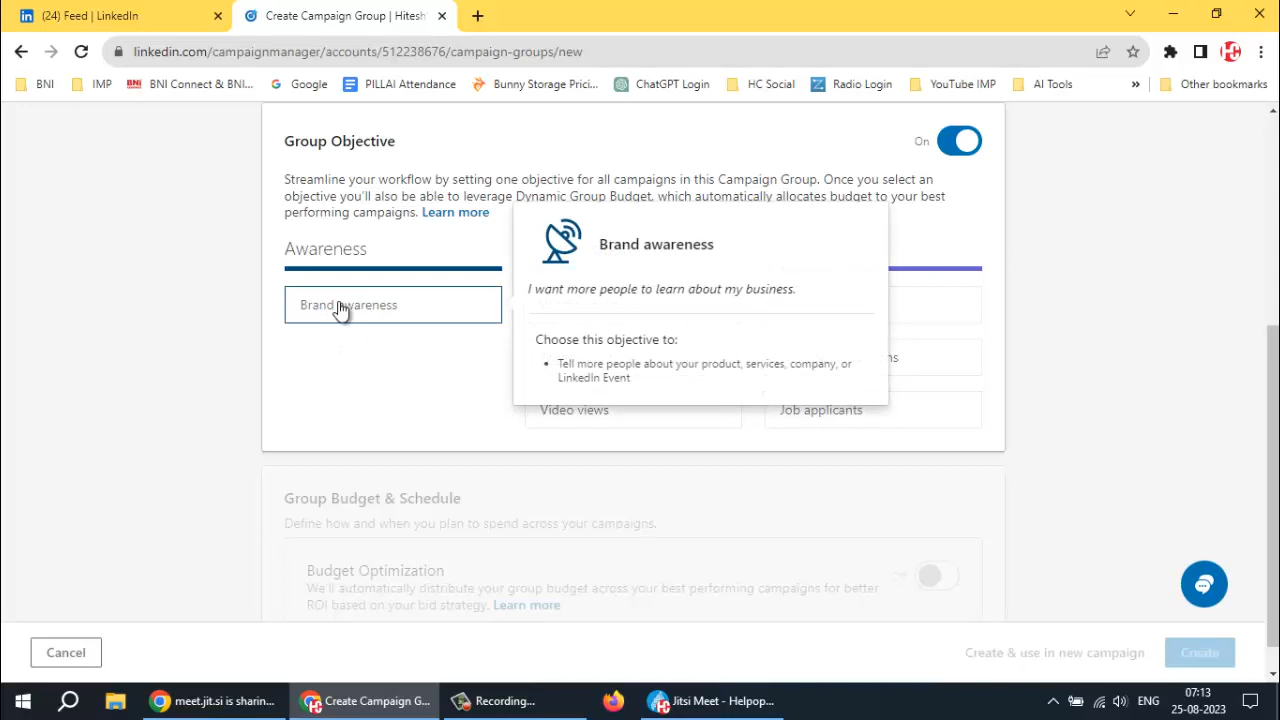 (24) Feed | LinkedIn
Create Campaign Group | Hitesh
linkedin.com/campaignmanager/accounts/512238676/campaign-groups/new
BNI
IMP
BNI Connect & BNI...
Google
PILLAI Attendance
Bunny Storage Prici...
ChatGPT Login
HC Social
Radio Login
YouTube IMP
AI Tools
»
Other bookmarks
Group Objective
On
Streamline your workflow by setting one objective for all campaigns in this Campaign Group. Once you select an
objective you'll also be able to leverage Dynamic Group Budget, which automatically allocates budget to your best
performing campaigns. Learn more
Awareness
Brand awareness
Brand awareness
I want more people to learn about my business.
Choose this objective to:
• Tell more people about your product, services, company, or
LinkedIn Event
ns
Video views
Job applicants
Group Budget & Schedule
Define how and when you plan to spend across your campaigns.
Budget Optimization
We'll automatically distribute your group budget across your best performing campaigns for better
ROI based on your bid strategy. Learn more
Cancel
Create & use in new campaign
Create
meet.jit.si is sharin...
Create Campaign G...
Recording...
Jitsi Meet - Helpop...
ENG
07:13
25-08-2023